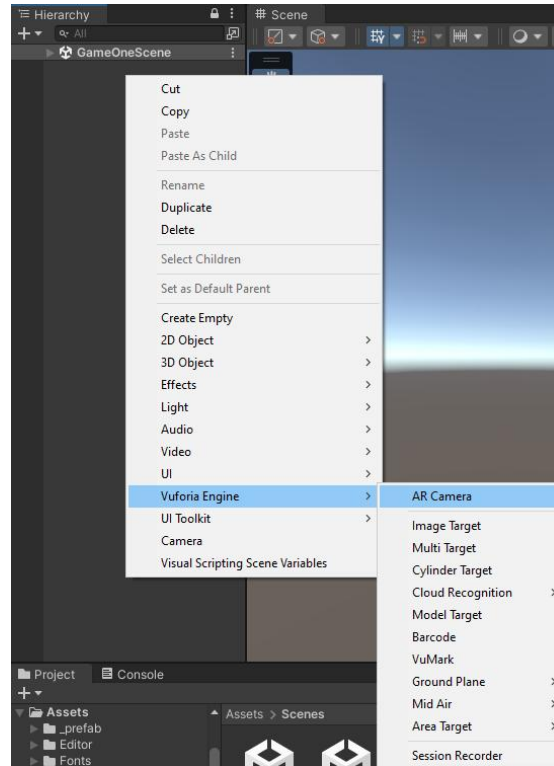 Hierarchy
# Scene
All
GameOneScene
Cut
Copy
Paste
Paste As Child
Rename
Duplicate
Delete
Select Children
Set as Default Parent
Create Empty
2D Object
3D Object
Effects
Light
Audio
Video
UI
Vuforia Engine
UI Toolkit
Camera
Visual Scripting Scene Variables
AR Camera
Image Target
Multi Target
Cylinder Target
Cloud Recognition
Model Target
Barcode
VuMark
Ground Plane
Mid Air
Area Target
Session Recorder
Project
Console
Assets
_prefab
Editor
Fonts
Assets > Scenes